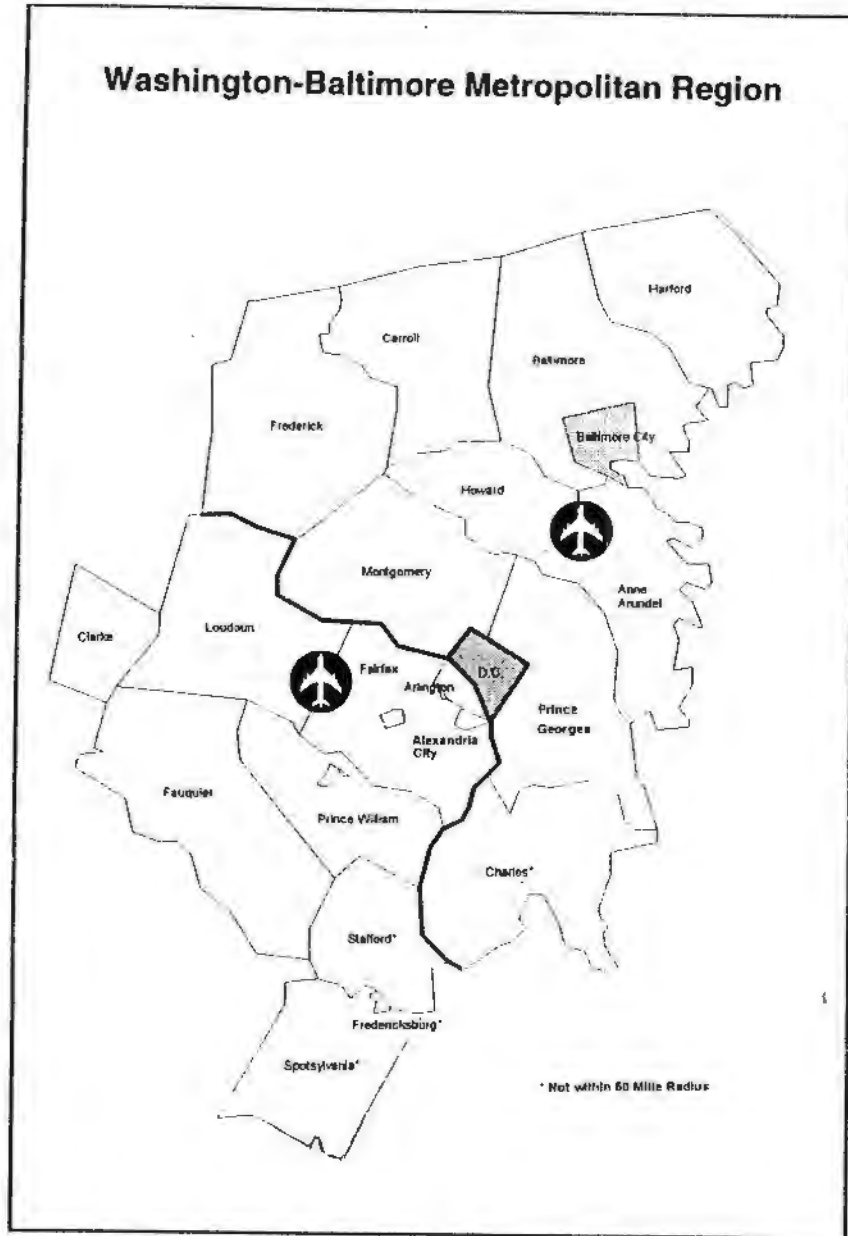 Washington-Baltimore Metropolitan Region
Harford
Carroll
Baltimore
Frederick
Baltimore City
Howard
Montgomery
Anne
Arundel
Clarke
Loudoun
Fairfax
D.C.
Arlington
Prince
Georges
Alexandria
City
Fauquier
Prince William
Charles*
Stafford*
Fredericksburg*
Spotsylvania*
* Not within 60 Mile Radius